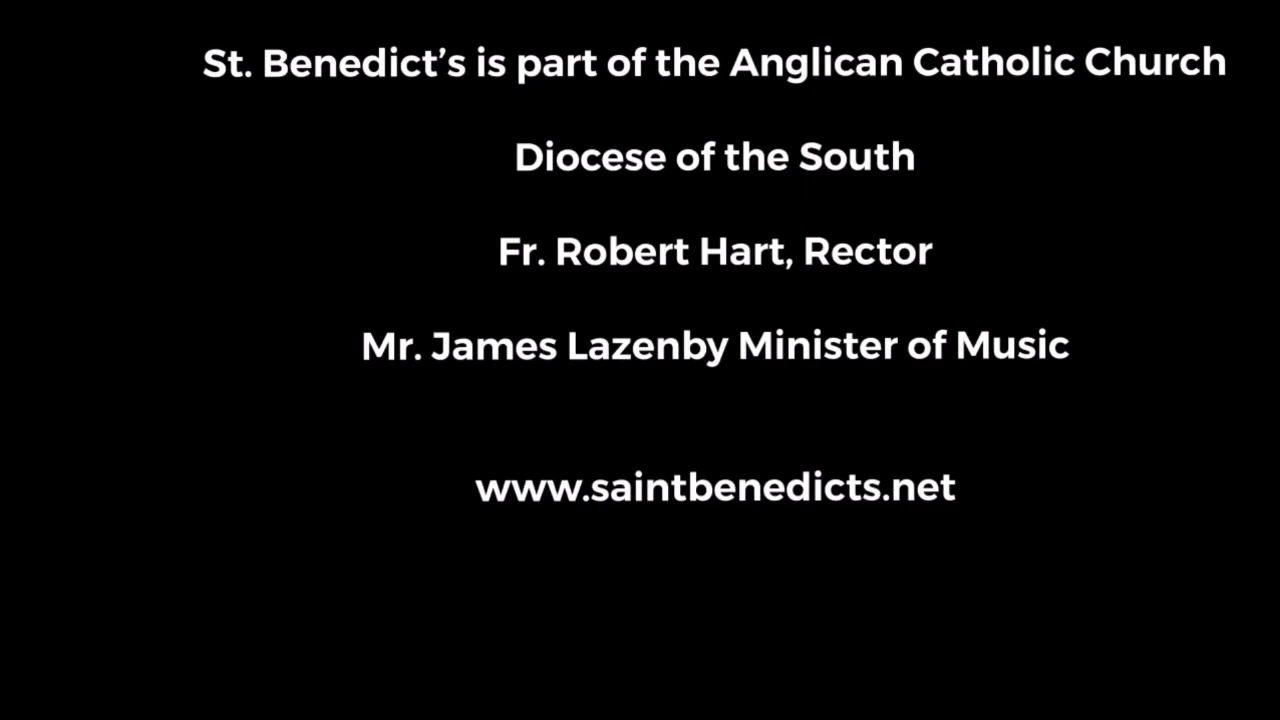 St. Benedict’s is part of the Anglican Catholic Church
Diocese of the South
Fr. Robert Hart, Rector
Mr. James Lazenby Minister of Music
www.saintbenedicts.net